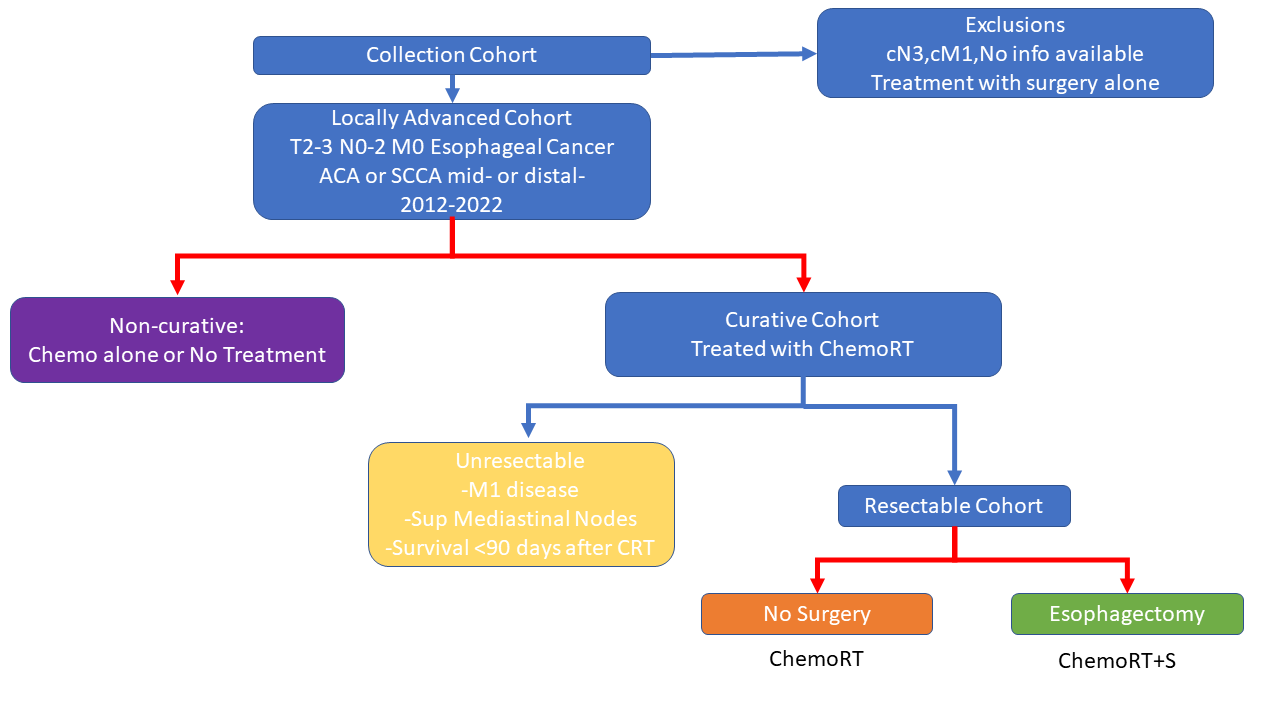 Collection Cohort
Exclusions
cN3,cM1,No info available
Treatment with surgery alone
Locally Advanced Cohort
T2-3 N0-2 M0 Esophageal Cancer
ACA or SCCA mid- or distal-
2012-2022
Non-curative:
Chemo alone or No Treatment
Curative Cohort
Treated with ChemoRT
Unresectable
-M1 disease
-Sup Mediastinal Nodes
-Survival <90 days after CRT
Resectable Cohort
No Surgery
Esophagectomy
ChemoRT
ChemoRT+S